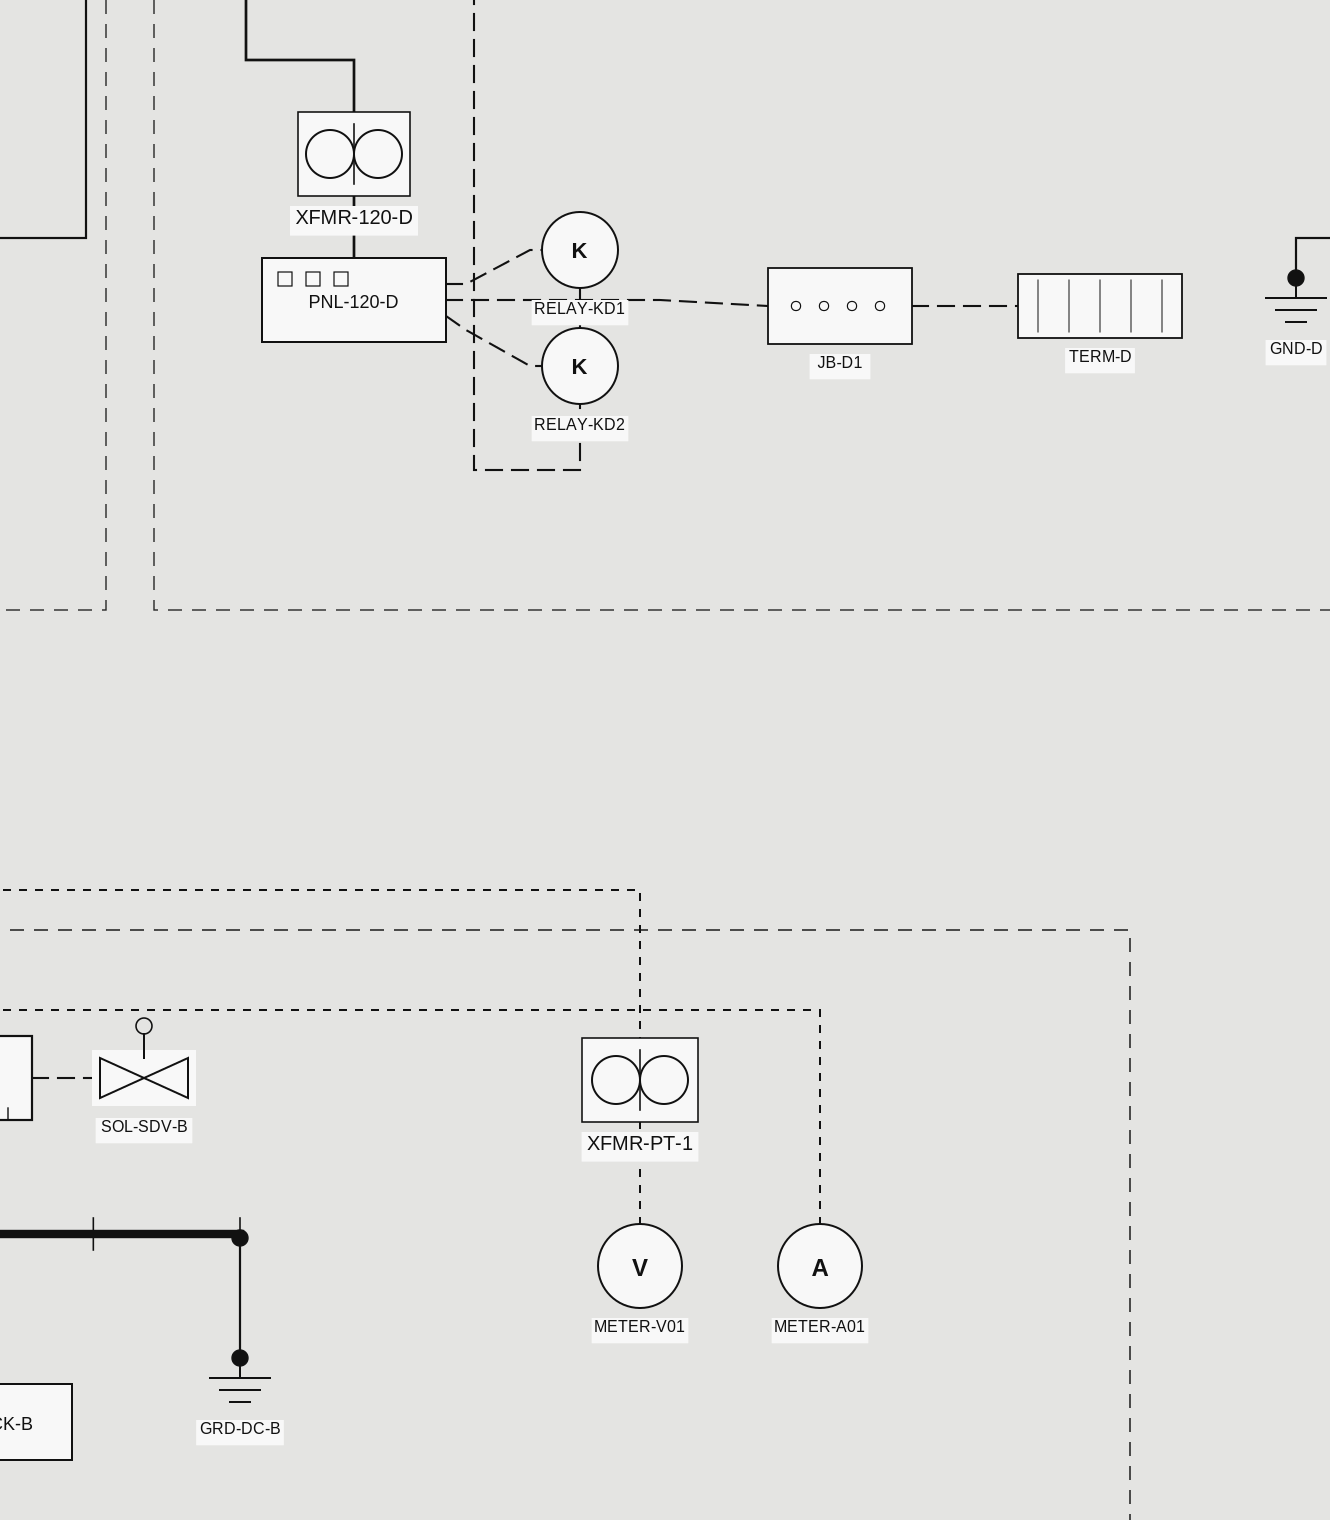 XFMR-120-D
PNL-120-D
K
RELAY-KD1
K
RELAY-KD2
JB-D1
TERM-D
GND-D
SOL-SDV-B
XFMR-PT-1
V
METER-V01
A
METER-A01
GRD-DC-B
CK-B